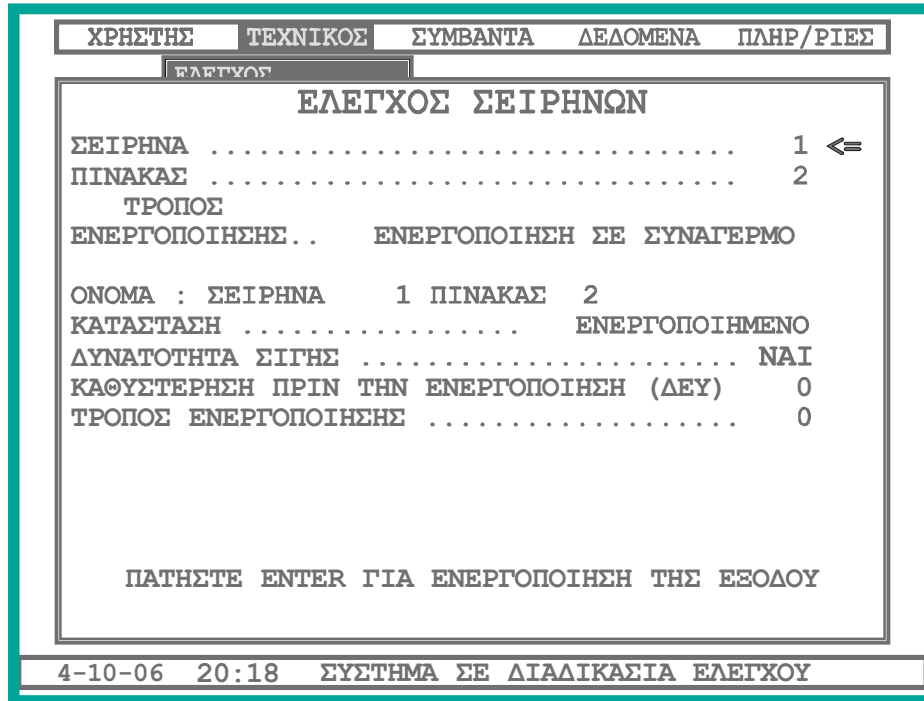 ΧΡΗΣΤΗΣ ΤΕΧΝΙΚΟΣ ΣΥΜΒΑΝΤΑ ΔΕΔΟΜΕΝΑ ΠΛΗΡ/ΡΙΕΣ
ΕΛΕΓΧΟΣ
ΕΛΕΓΧΟΣ ΣΕΙΡΗΝΩΝ
ΣΕΙΡΗΝΑ ................................ 1 <=
ΠΙΝΑΚΑΣ ................................ 2
ΤΡΟΠΟΣ
ΕΝΕΡΓΟΠΟΙΗΣΗΣ.. ΕΝΕΡΓΟΠΟΙΗΣΗ ΣΕ ΣΥΝΑΓΕΡΜΟ
ΟΝΟΜΑ : ΣΕΙΡΗΝΑ 1 ΠΙΝΑΚΑΣ 2
ΚΑΤΑΣΤΑΣΗ ................. ΕΝΕΡΓΟΠΟΙΗΜΕΝΟ
ΔΥΝΑΤΟΤΗΤΑ ΣΙΓΗΣ ....................... ΝΑΙ
ΚΑΘΥΣΤΕΡΗΣΗ ΠΡΙΝ ΤΗΝ ΕΝΕΡΓΟΠΟΙΗΣΗ (ΔΕΥ) 0
ΤΡΟΠΟΣ ΕΝΕΡΓΟΠΟΙΗΣΗΣ ................... 0
ΠΑΤΗΣΤΕ ENTER ΓΙΑ ΕΝΕΡΓΟΠΟΙΗΣΗ ΤΗΣ ΕΞΟΔΟΥ
4-10-06 20:18 ΣΥΣΤΗΜΑ ΣΕ ΔΙΑΔΙΚΑΣΙΑ ΕΛΕΓΧΟΥ